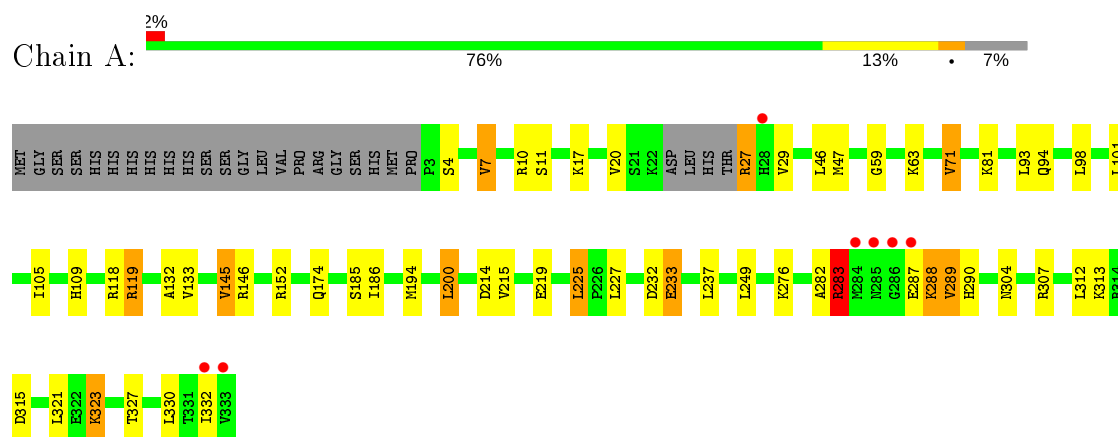 2%
Chain A:
76% 13% • 7%
MET GLY SER SER HIS HIS HIS HIS HIS HIS SER SER GLY LEU VAL PRO ARG GLY SER HIS MET PRO P3 S4 V7 R10 S11 K17 V20 S21 K22 ASP LEU HIS THR R27 H28 V29 L46 M47 G59 K63 V71 K81 L93 Q94 L98
I105 H109 R118 R119 A132 V133 V145 R146 R152 Q174 S185 I186 M194 L200 D214 V215 E219 L225 P226 L227 D232 E233 L237 L249 K276 A282 R283 M284 N285 G286 E287 K288 V289 H290 N304 R307 L312 K313
D315 L321 E322 K323 T327 L330 T331 I332 V333